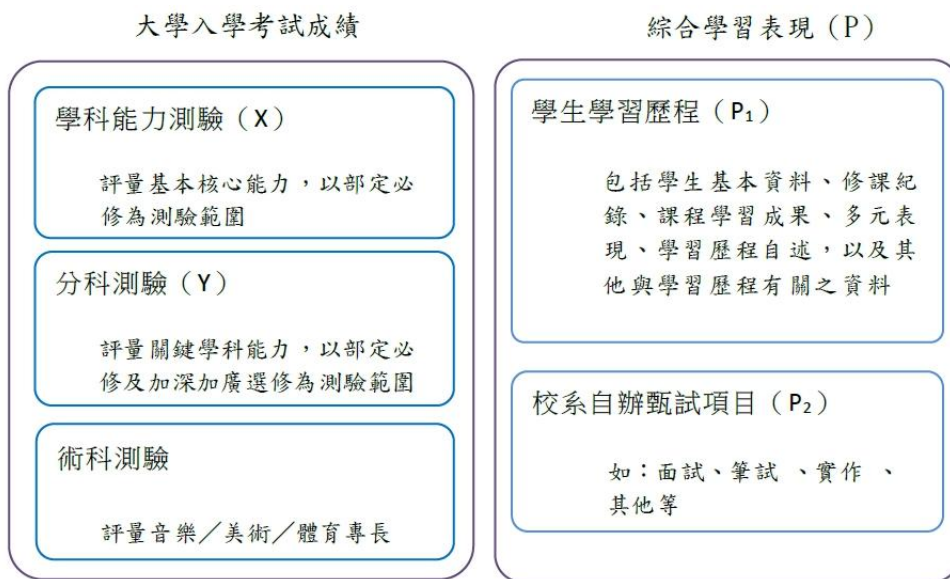 大學入學考試成績
學科能力測驗（X）
評量基本核心能力，以部定必
修為測驗範圍
分科測驗（Y）
評量關鍵學科能力，以部定必
修及加深加廣選修為測驗範圍
術科測驗
評量音樂／美術／體育專長
綜合學習表現（P）
學生學習歷程（P₁）
包括學生基本資料、修課紀
錄、課程學習成果、多元表
現、學習歷程自述，以及其
他與學習歷程有關之資料
校系自辦甄試項目（P₂）
如：面試、筆試 、實作 、
其他等